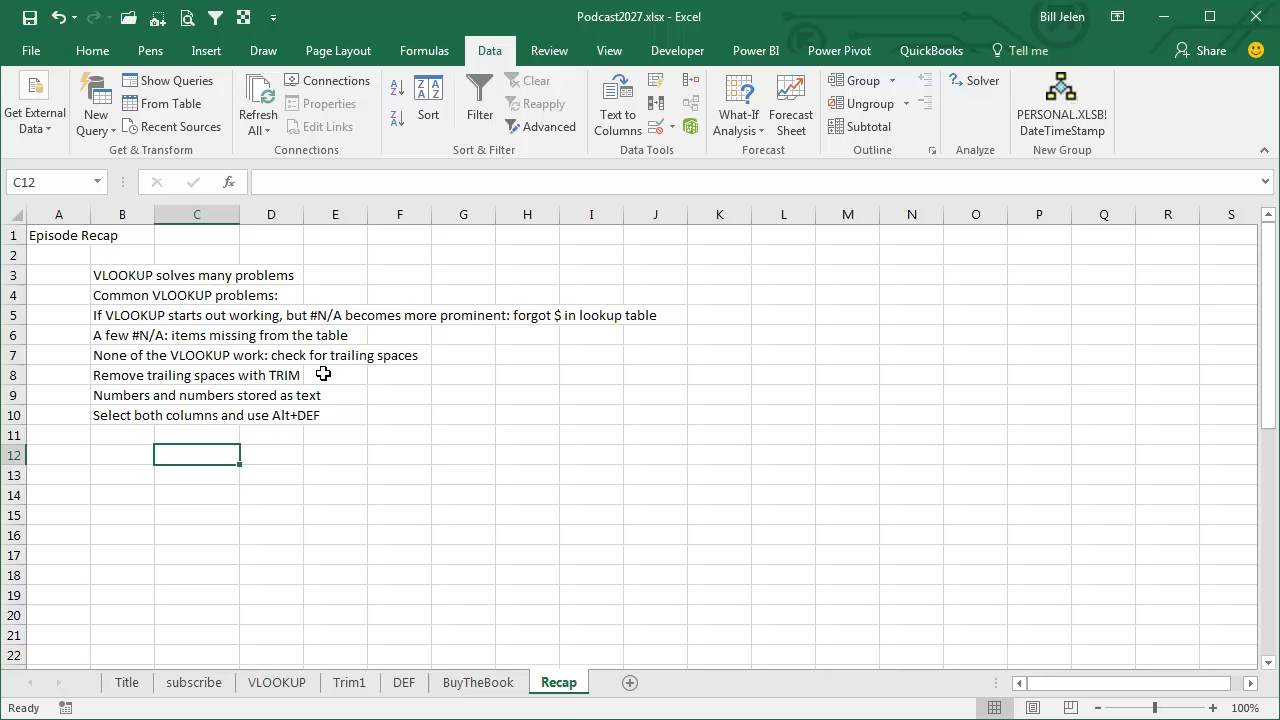 Podcast2027.xlsx - Excel
Bill Jelen
File Home Pens Insert Draw Page Layout Formulas Data Review View Developer Power BI Power Pivot QuickBooks Tell me Share
Get External Data
New Query
Show Queries
From Table
Recent Sources
Get & Transform
Refresh All
Connections
Properties
Edit Links
Connections
Sort
Filter
Clear
Reapply
Advanced
Sort & Filter
Text to Columns
Data Tools
What-If Analysis
Forecast Sheet
Forecast
Group
Ungroup
Subtotal
Outline
Solver
Analyze
PERSONAL.XLSB! DateTimeStamp
New Group
C12
fx
A B C D E F G H I J K L M N O P Q R S
1 Episode Recap
2
3 VLOOKUP solves many problems
4 Common VLOOKUP problems:
5 If VLOOKUP starts out working, but #N/A becomes more prominent: forgot $ in lookup table
6 A few #N/A: items missing from the table
7 None of the VLOOKUP work: check for trailing spaces
8 Remove trailing spaces with TRIM
9 Numbers and numbers stored as text
10 Select both columns and use Alt+DEF
11
12
13
14
15
16
17
18
19
20
21
22
Title subscribe VLOOKUP Trim1 DEF BuyTheBook Recap
Ready
100%